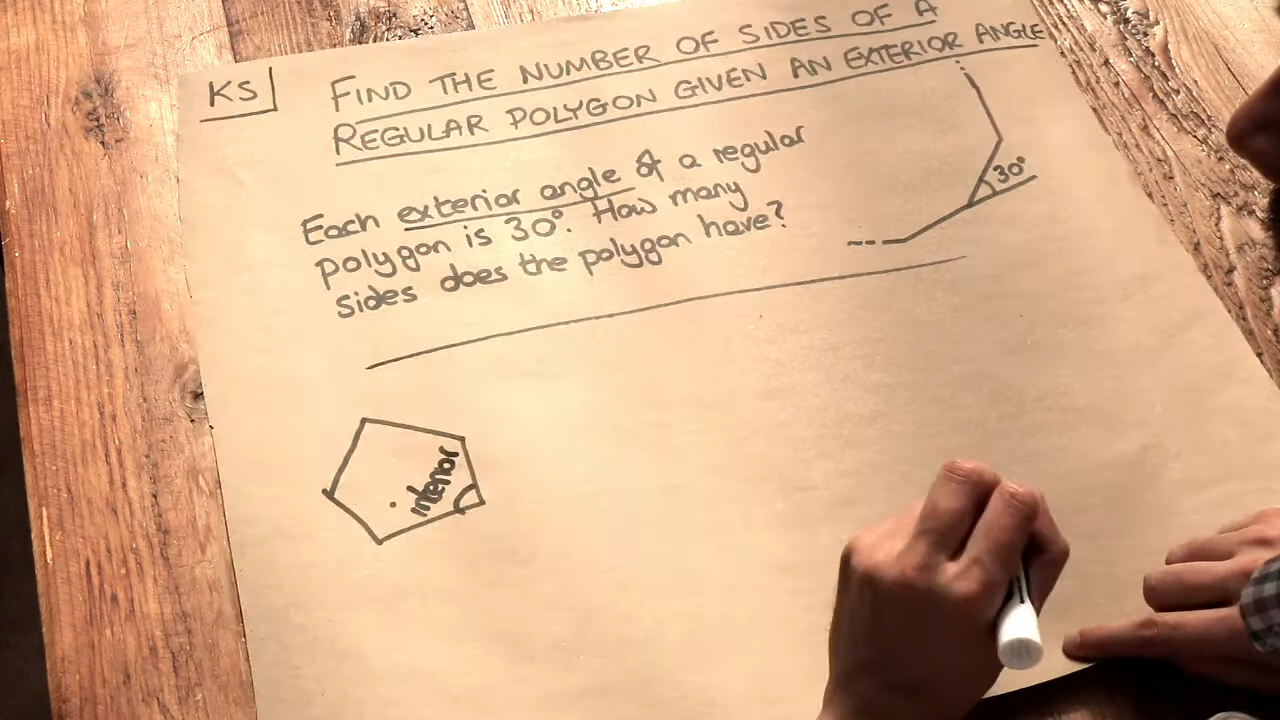 KS
FIND THE NUMBER OF SIDES OF A
REGULAR POLYGON GIVEN AN EXTERIOR ANGLE
Each exterior angle of a regular
polygon is 30°. How many
sides does the polygon have?
30°
interior